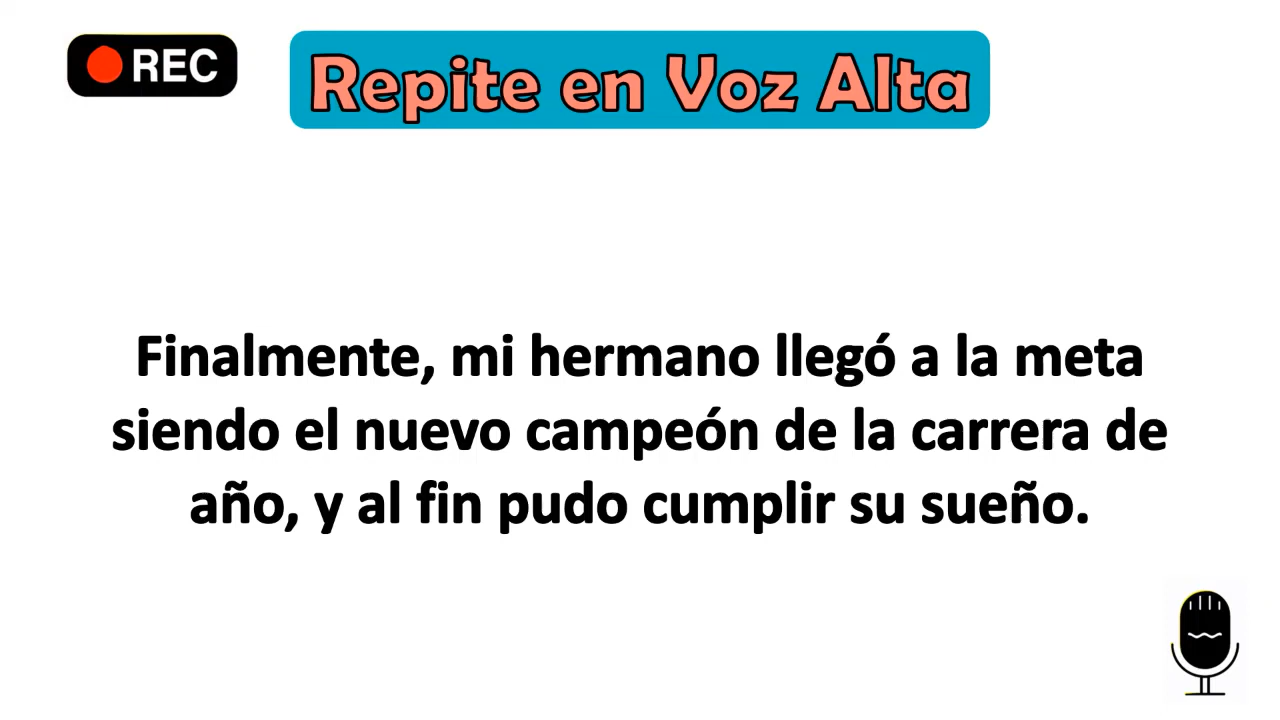 REC
Repite en Voz Alta
Finalmente, mi hermano llegó a la meta
siendo el nuevo campeón de la carrera de
año, y al fin pudo cumplir su sueño.